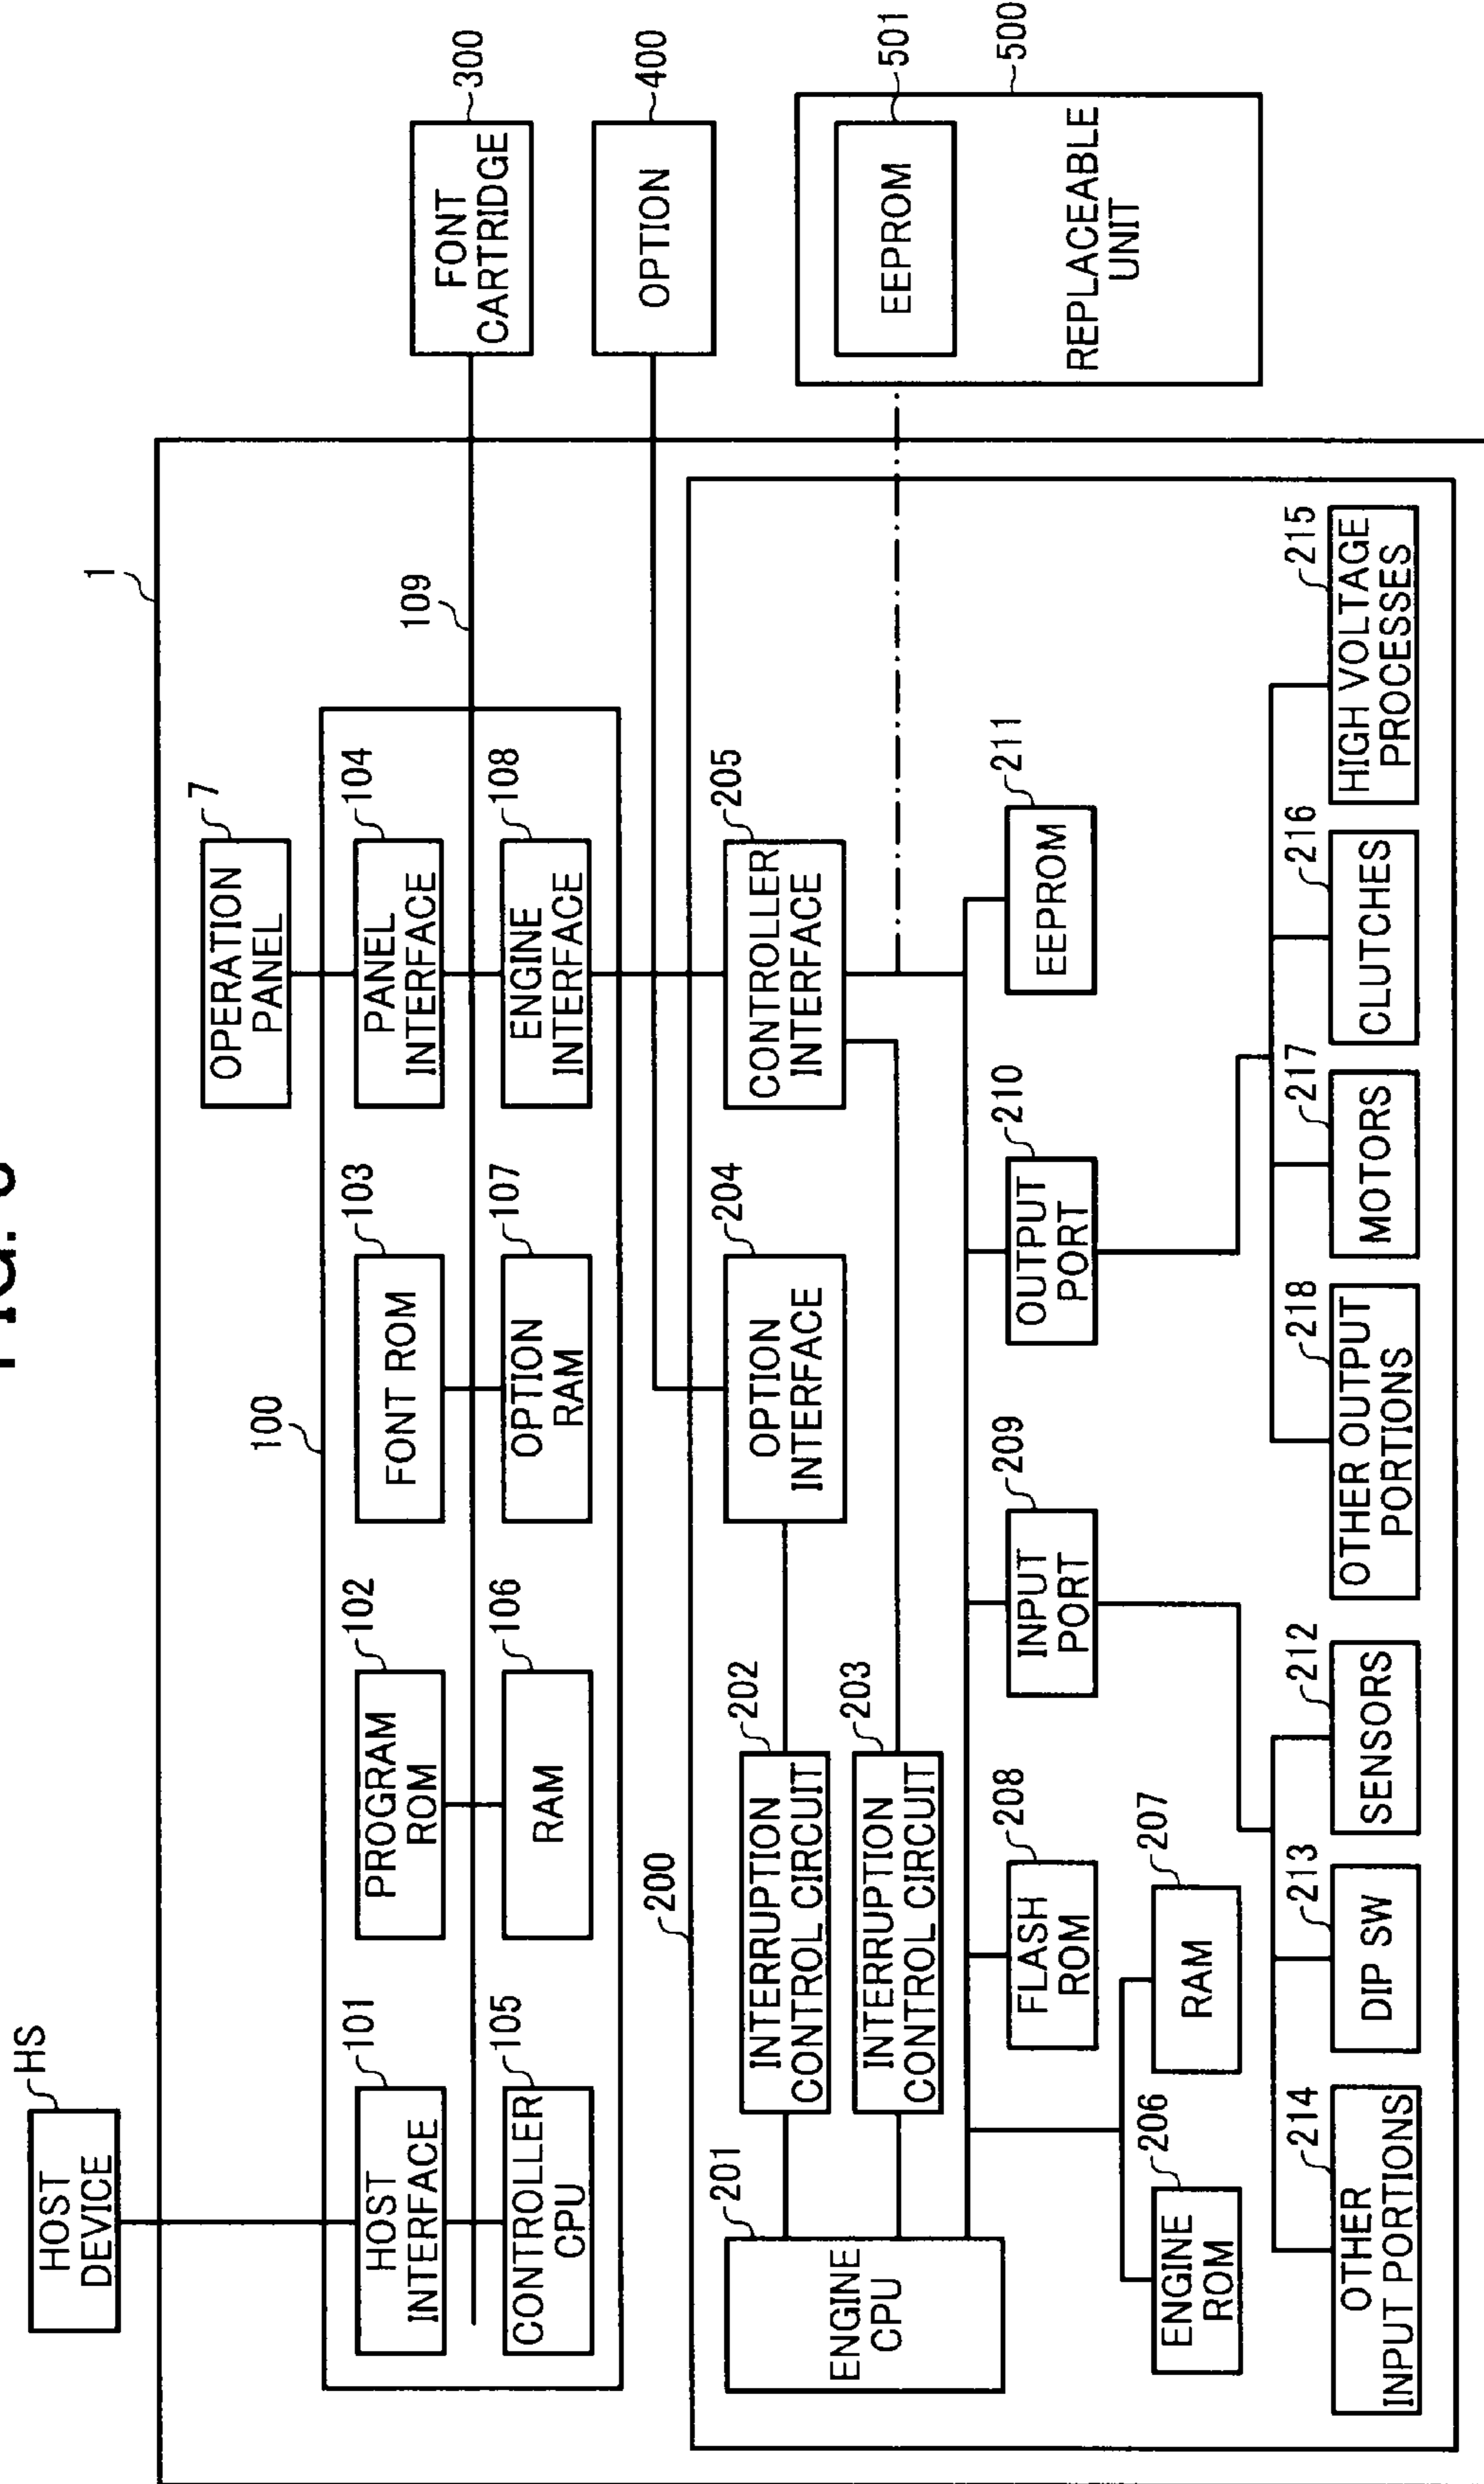 HOST
DEVICE
HS
1
OPERATION
PANEL
7
100
HOST
INTERFACE
101
PROGRAM
ROM
102
FONT ROM
103
PANEL
INTERFACE
104
109
FONT
CARTRIDGE
300
CONTROLLER
CPU
105
RAM
106
OPTION
RAM
107
ENGINE
INTERFACE
108
OPTION
400
200
ENGINE
CPU
201
INTERRUPTION
CONTROL CIRCUIT
202
INTERRUPTION
CONTROL CIRCUIT
203
OPTION
INTERFACE
204
CONTROLLER
INTERFACE
205
EEPROM
501
REPLACEABLE
UNIT
500
FLASH
ROM
208
INPUT
PORT
209
OUTPUT
PORT
210
EEPROM
211
ENGINE
ROM
206
RAM
207
OTHER
INPUT PORTIONS
214
DIP SW
213
SENSORS
212
OTHER OUTPUT
PORTIONS
218
MOTORS
217
CLUTCHES
216
HIGH VOLTAGE
PROCESSES
215